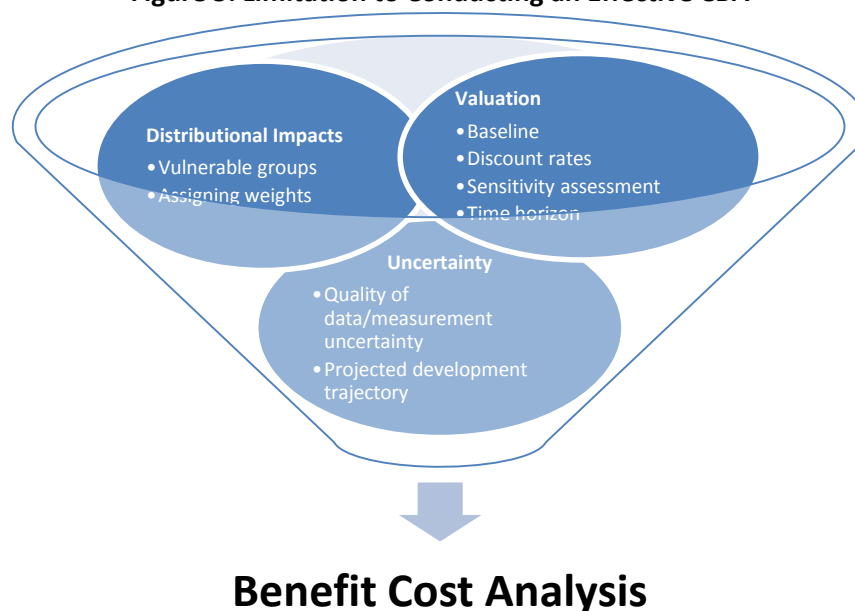 Distributional Impacts
• Vulnerable groups
• Assigning weights
Valuation
• Baseline
• Discount rates
• Sensitivity assessment
• Time horizon
Uncertainty
• Quality of
data/measurement
uncertainty
• Projected development
trajectory
Benefit Cost Analysis